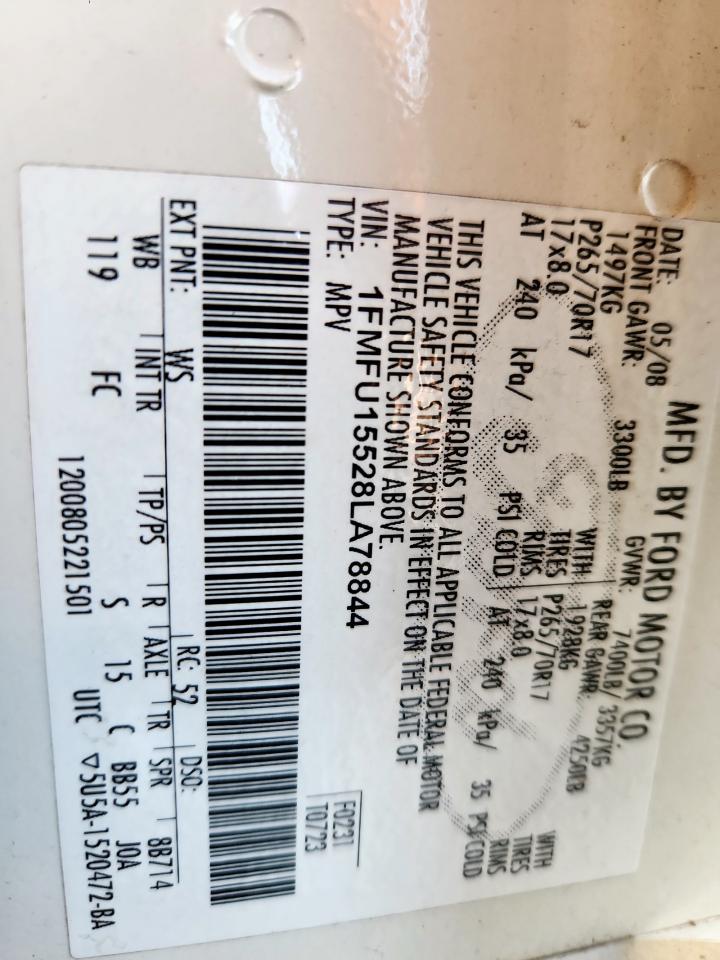 MFD. BY FORD MOTOR CO
DATE: 05/08 GVWR: 7400LB/ 3357KG
FRONT GAWR: 3300LB REAR GAWR: 4250LB
1497KG WITH 1928KG WITH
P265/70R17 TIRES P265/70R17 TIRES
17x8.0 RIMS 17x8.0 RIMS
AT 240 kPa/ 35 PSI COLD AT 240 kPa/ 35 PSI COLD
THIS VEHICLE CONFORMS TO ALL APPLICABLE FEDERAL MOTOR
VEHICLE SAFETY STANDARDS IN EFFECT ON THE DATE OF
MANUFACTURE SHOWN ABOVE.
VIN: 1FMFU15528LA78844
TYPE: MPV
F0231
T0723
EXT PNT: WS RC: 52 DSO:
WB INT TR TP/PS R AXLE TR SPR 8B714
119 FC S 15 C BB55 JOA
1200805221501 UTC ▽5U5A-1520472-BA